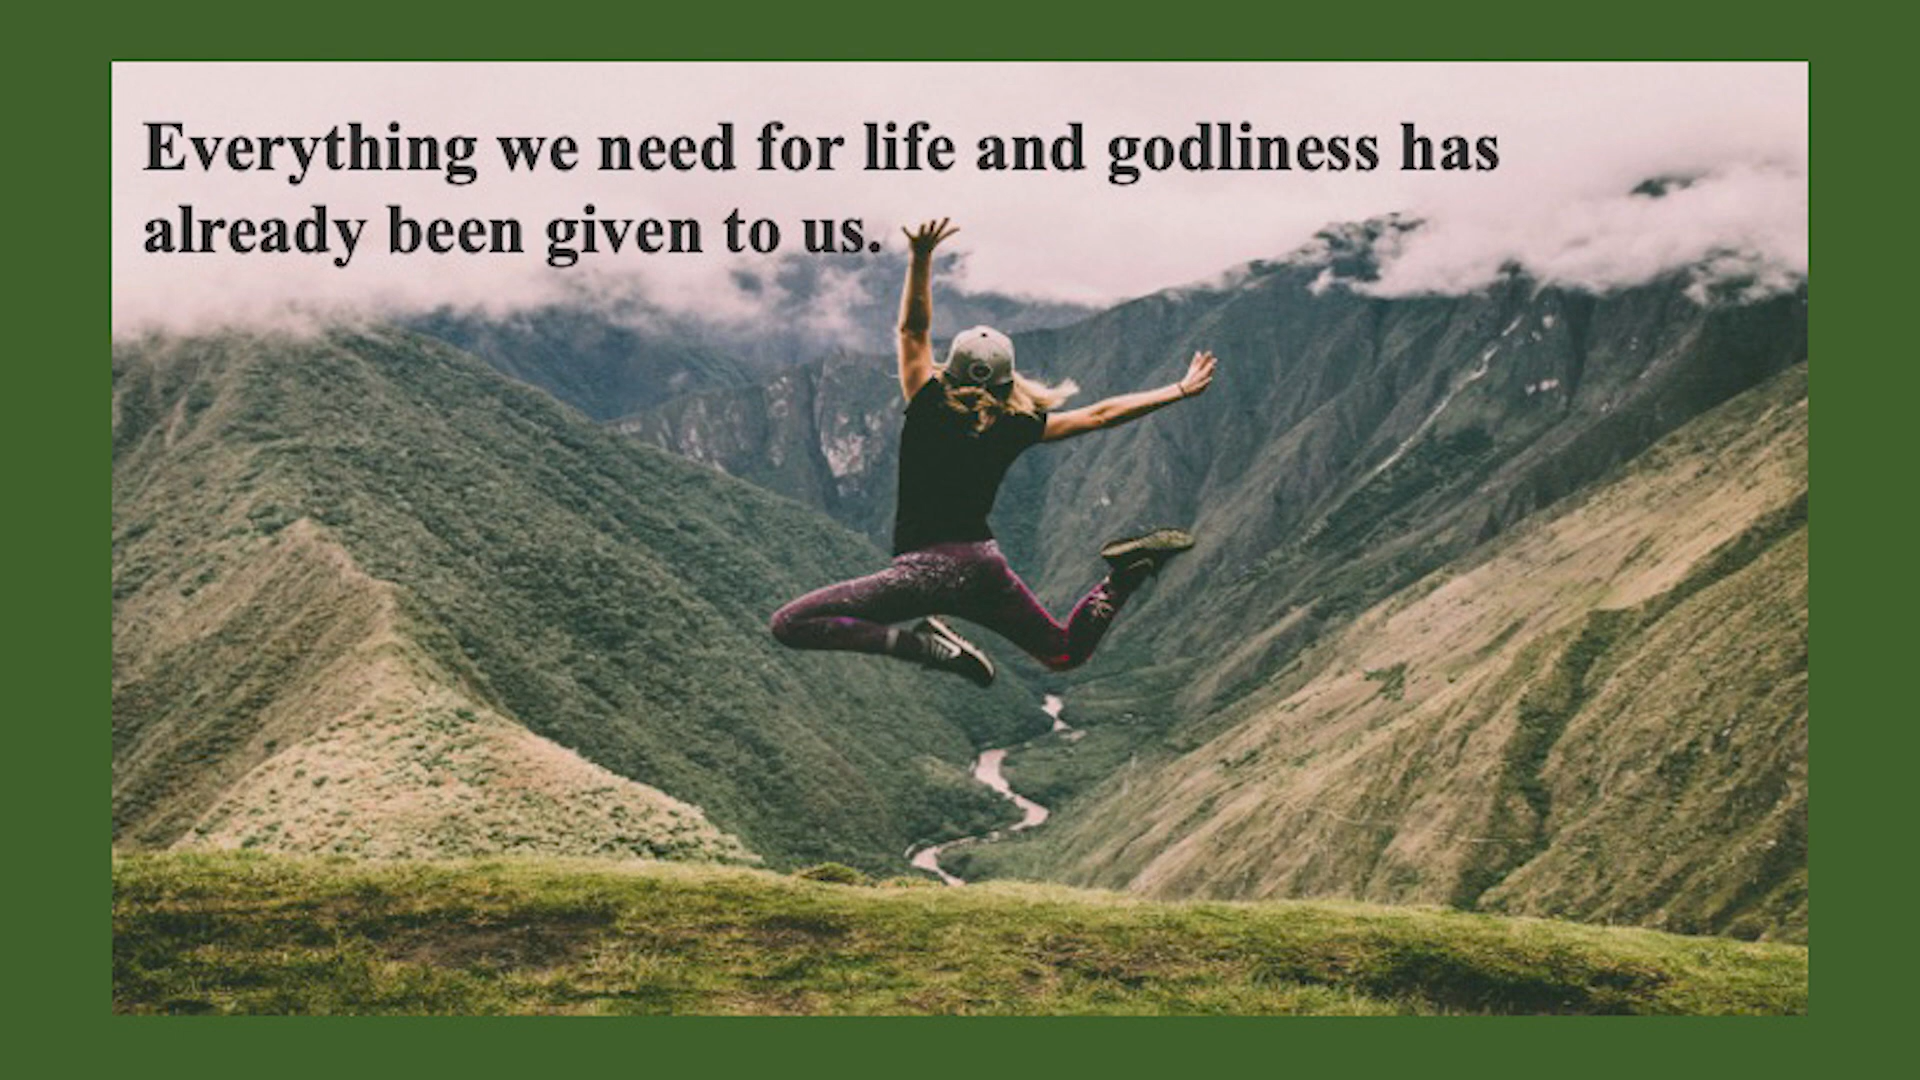 Everything we need for life and godliness has
already been given to us.